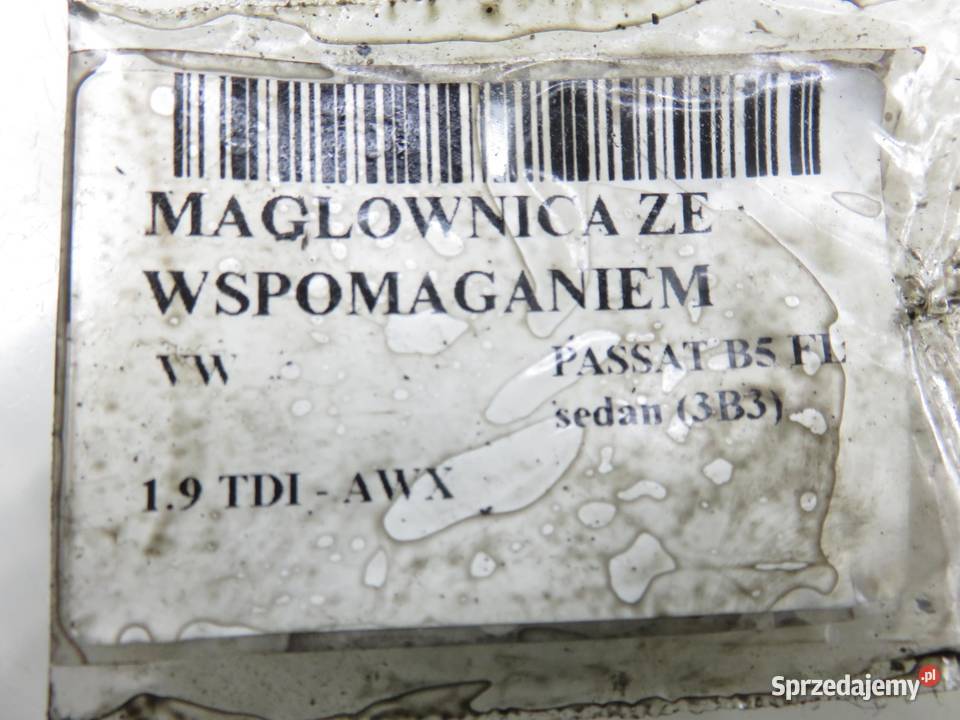 MAGLOWNICA ZE
WSPOMAGANIEM
VW
PASSAT B5 FL
sedan (3B3)
1.9 TDI - AWX
Sprzedajemy.pl